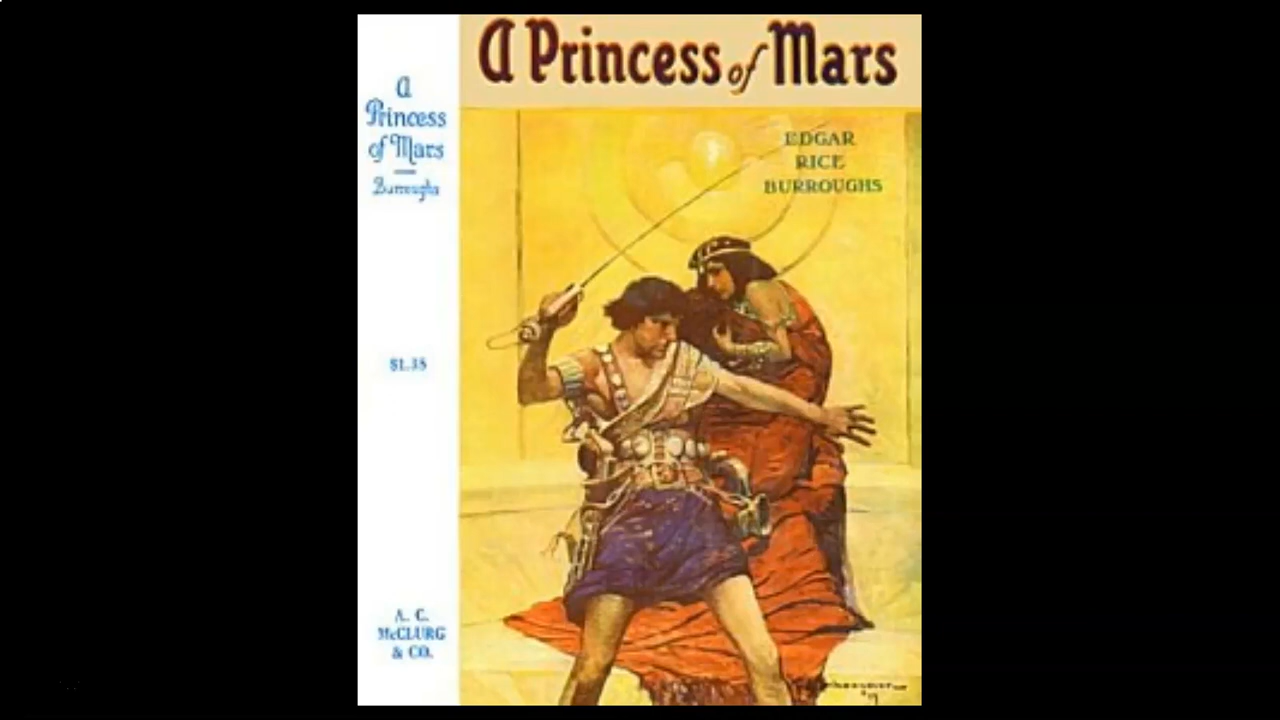 A
Princess
of Mars
Burroughs
$1.35
A. C.
McCLURG
& CO.
A Princess of Mars
EDGAR
RICE
BURROUGHS